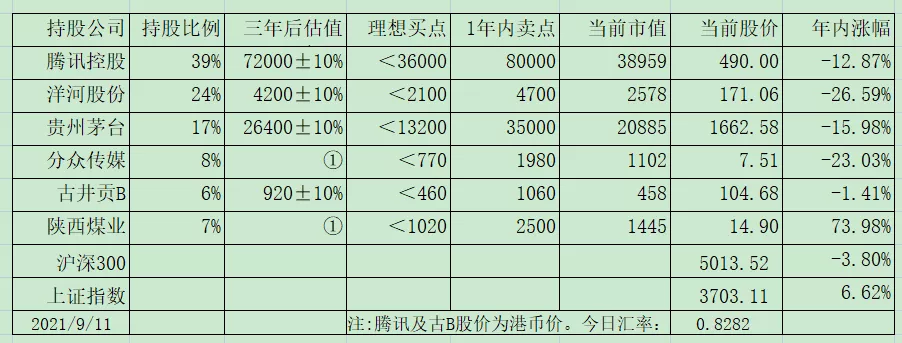 持股公司 持股比例 三年后估值 理想买点 1年内卖点 当前市值 当前股价 年内涨幅
腾讯控股 39% 72000±10% <36000 80000 38959 490.00 -12.87%
洋河股份 24% 4200±10% <2100 4700 2578 171.06 -26.59%
贵州茅台 17% 26400±10% <13200 35000 20885 1662.58 -15.98%
分众传媒 8% ① <770 1980 1102 7.51 -23.03%
古井贡B 6% 920±10% <460 1060 458 104.68 -1.41%
陕西煤业 7% ① <1020 2500 1445 14.90 73.98%
沪深300 5013.52 -3.80%
上证指数 3703.11 6.62%
2021/9/11 注:腾讯及古B股价为港币价。今日汇率: 0.8282